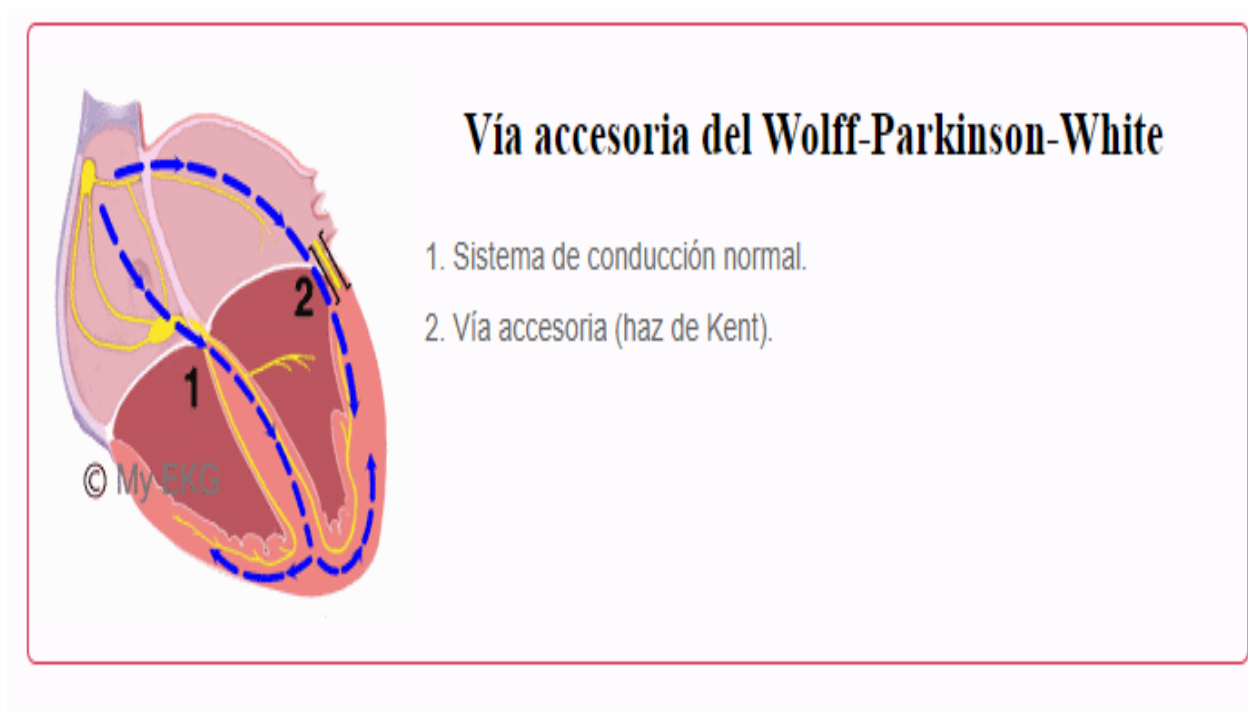 Vía accesoria del Wolff-Parkinson-White
1. Sistema de conducción normal.
2. Vía accesoria (haz de Kent).
2
1
© My EKG